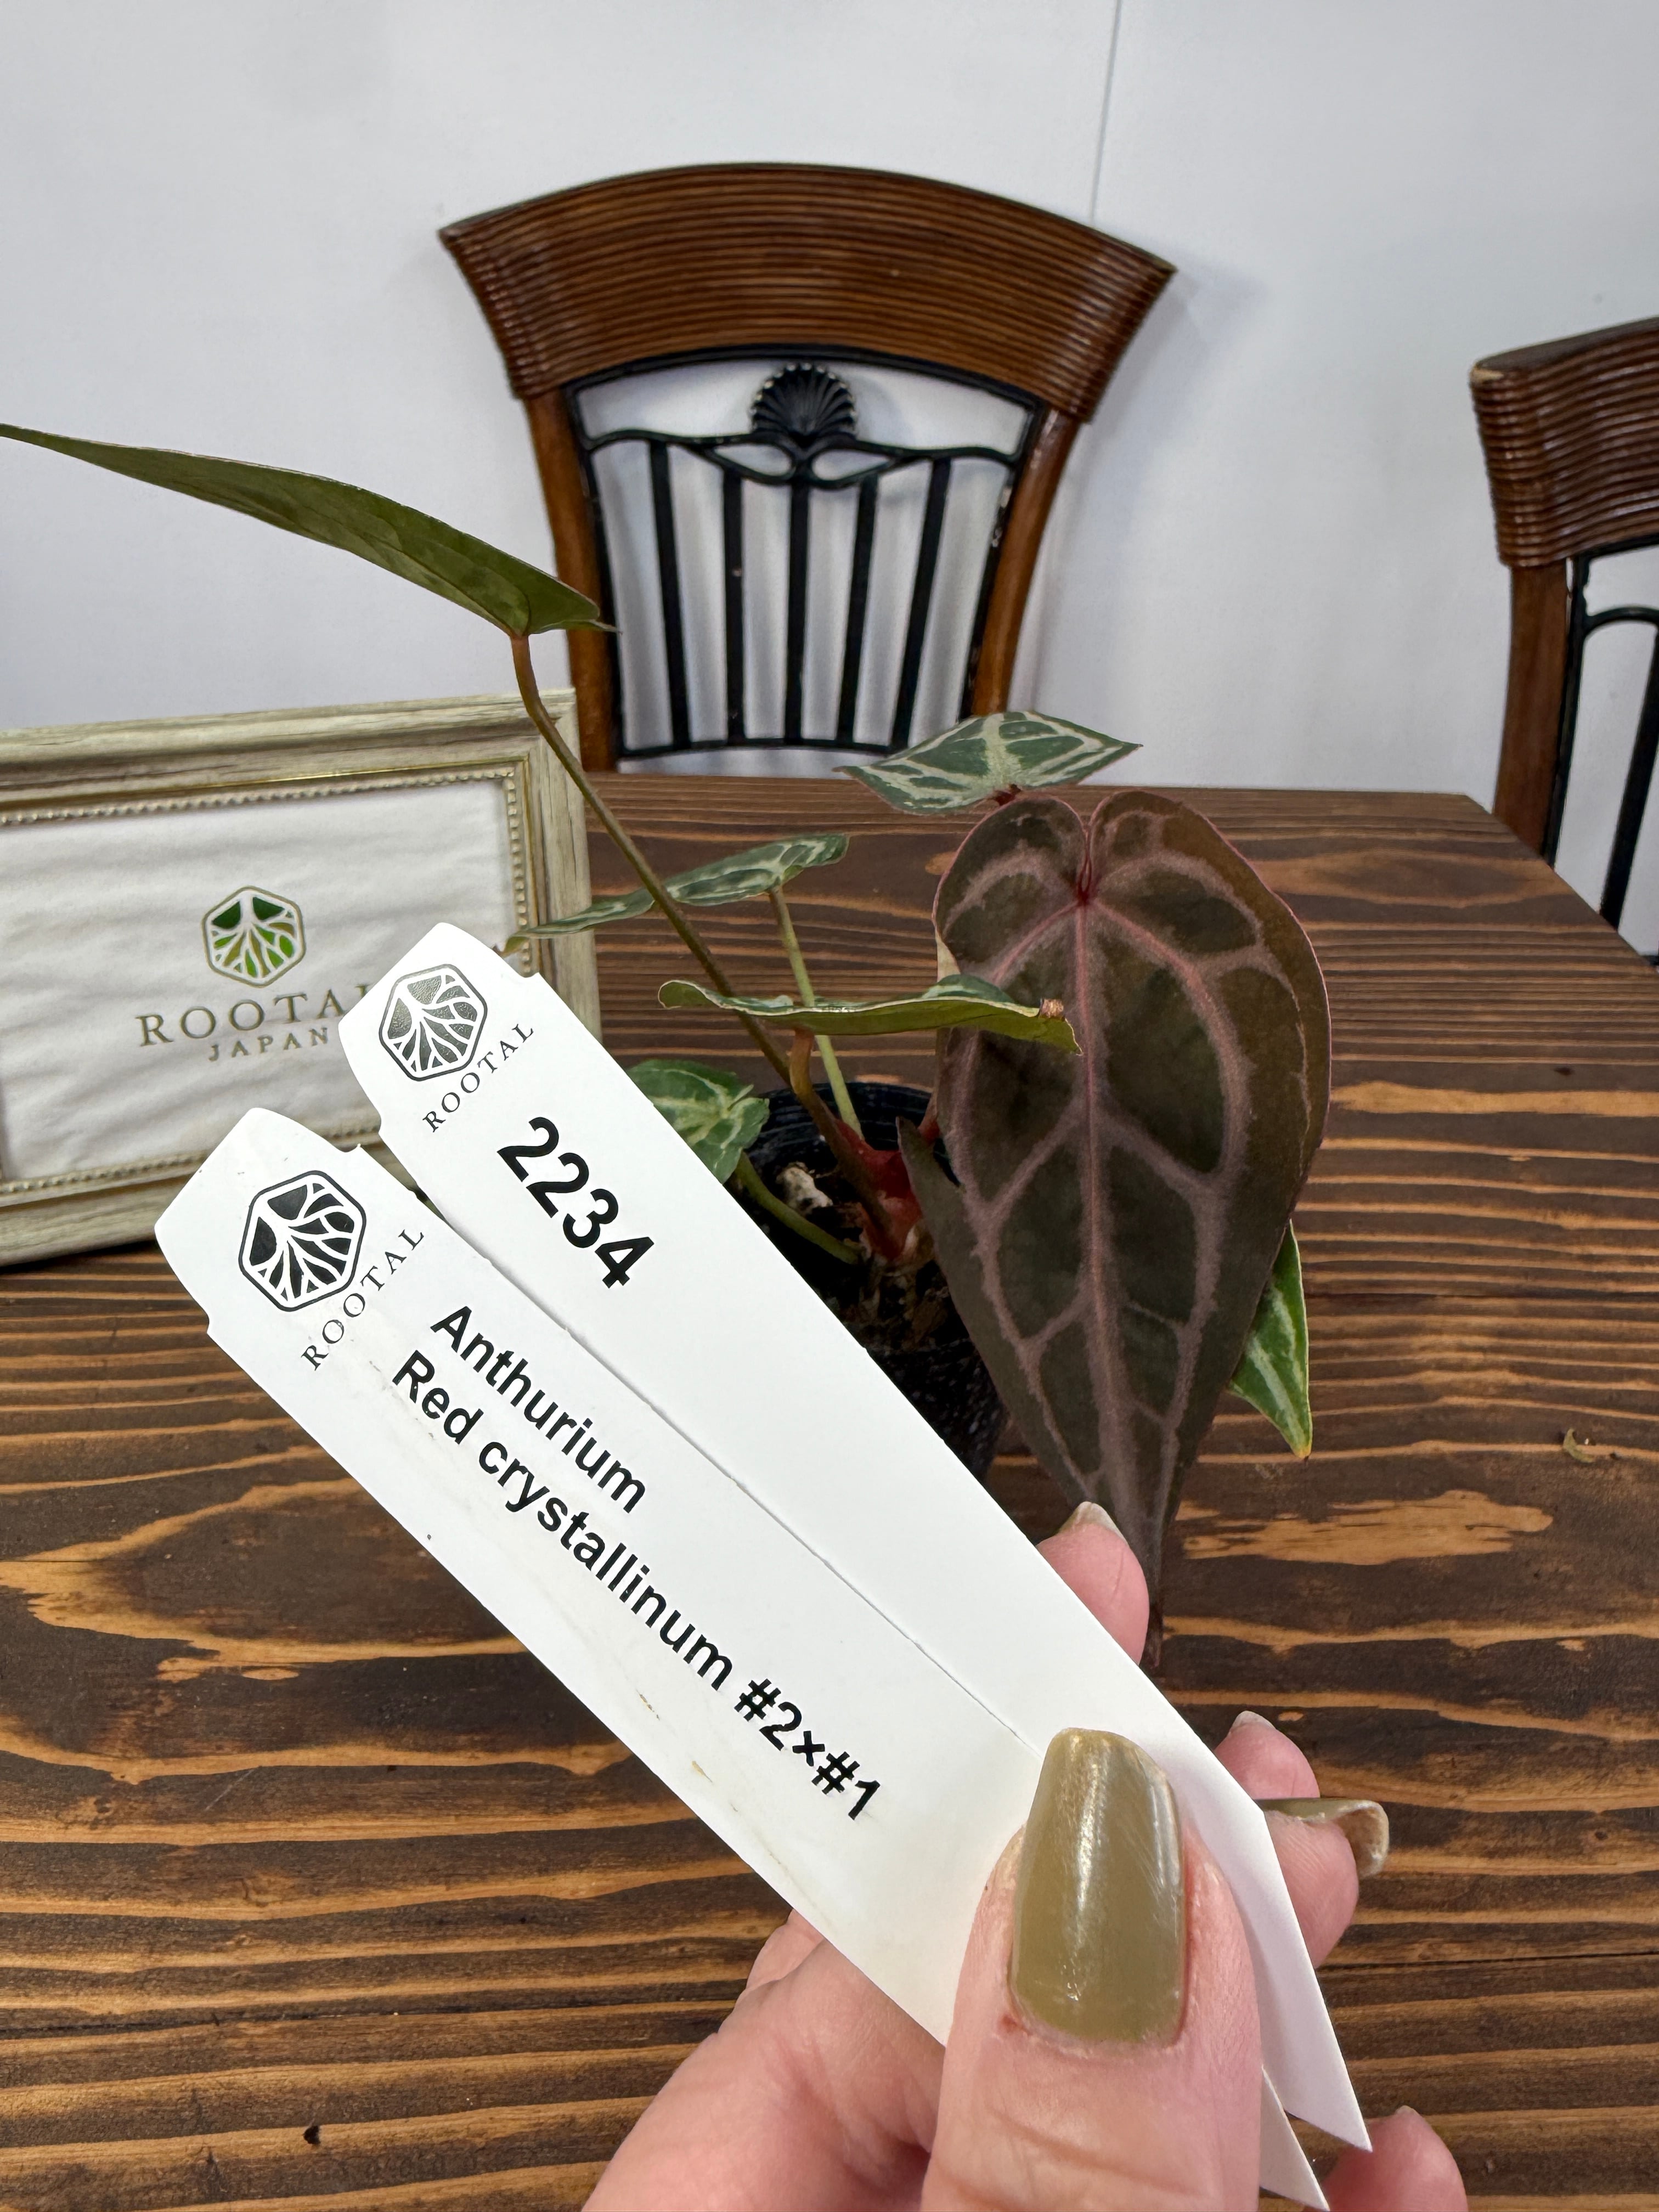 ROOTAL
JAPAN
ROOTAL
2234
ROOTAL
Anthurium
Red crystallinum #2×#1